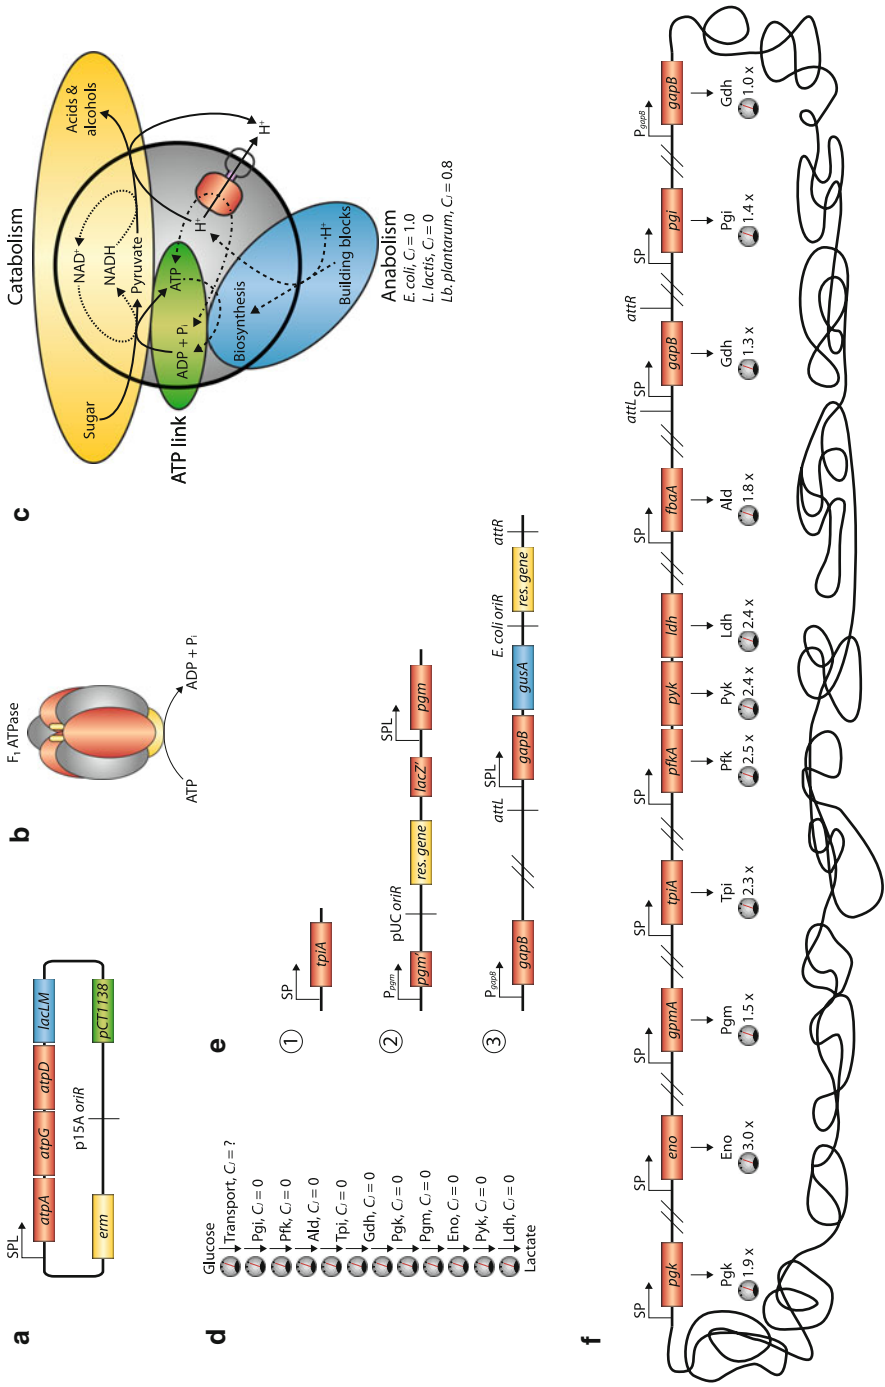 a
SPL
atpA
atpG
atpD
lacLM
erm
p15A oriR
pCT1138
b
F1 ATPase
ATP
ADP + Pi
c
Catabolism
Sugar
Acids &
alcohols
NAD+
NADH
Pyruvate
ATP
ADP + Pi
ATP link
H+
H+
H+
Biosynthesis
Building blocks
Anabolism
E. coli, CJ = 1.0
L. lactis, CJ = 0
Lb. plantarum, CJ = 0.8
d
Glucose
Transport, CJ = ?
Pgi, CJ = 0
Pfk, CJ = 0
Ald, CJ = 0
Tpi, CJ = 0
Gdh, CJ = 0
Pgk, CJ = 0
Pgm, CJ = 0
Eno, CJ = 0
Pyk, CJ = 0
Ldh, CJ = 0
Lactate
e
1
SP
tpiA
2
Ppgm
pgm'
pUC oriR
res. gene
lacZ'
SPL
pgm
3
PgapB
gapB
attL
SPL
gapB
gusA
E. coli oriR
res. gene
attR
f
SP
pgk
Pgk
1.9 x
SP
eno
Eno
3.0 x
SP
gpmA
Pgm
1.5 x
SP
tpiA
Tpi
2.3 x
SP
pfkA
pyk
ldh
Pfk
Pyk
Ldh
2.5 x
2.4 x
2.4 x
SP
fbaA
Ald
1.8 x
attL
SP
gapB
attR
Gdh
1.3 x
SP
pgi
Pgi
1.4 x
PgapB
gapB
Gdh
1.0 x